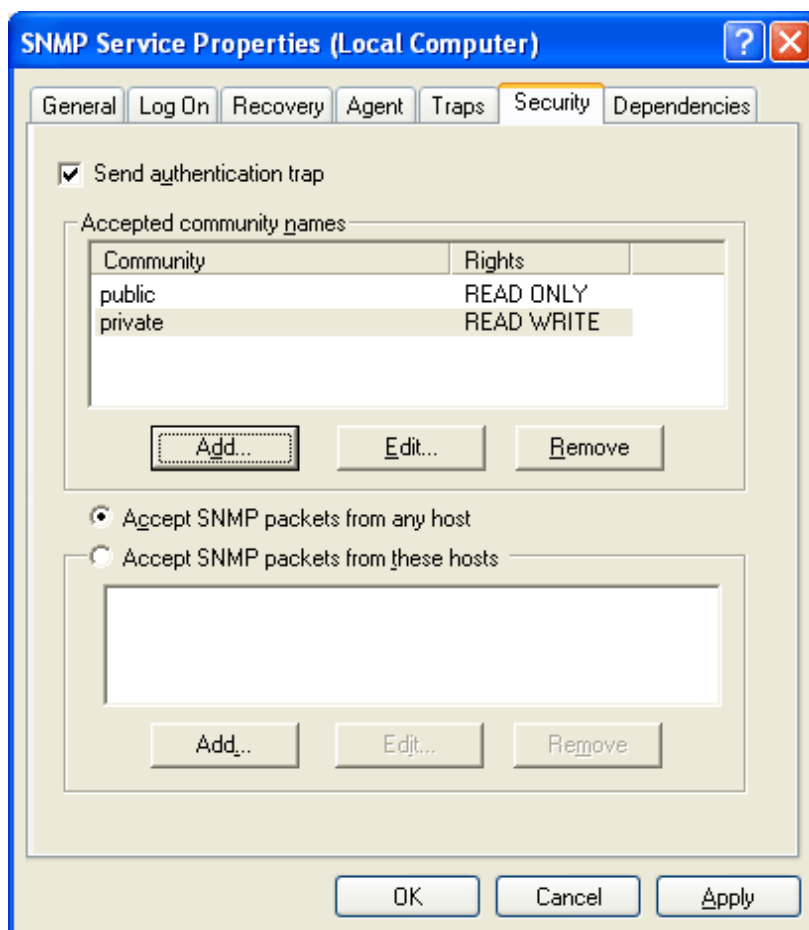 SNMP Service Properties (Local Computer)
General Log On Recovery Agent Traps Security Dependencies
Send authentication trap
Accepted community names
Community Rights
public READ ONLY
private READ WRITE
Add... Edit... Remove
Accept SNMP packets from any host
Accept SNMP packets from these hosts
Add... Edit... Remove
OK Cancel Apply